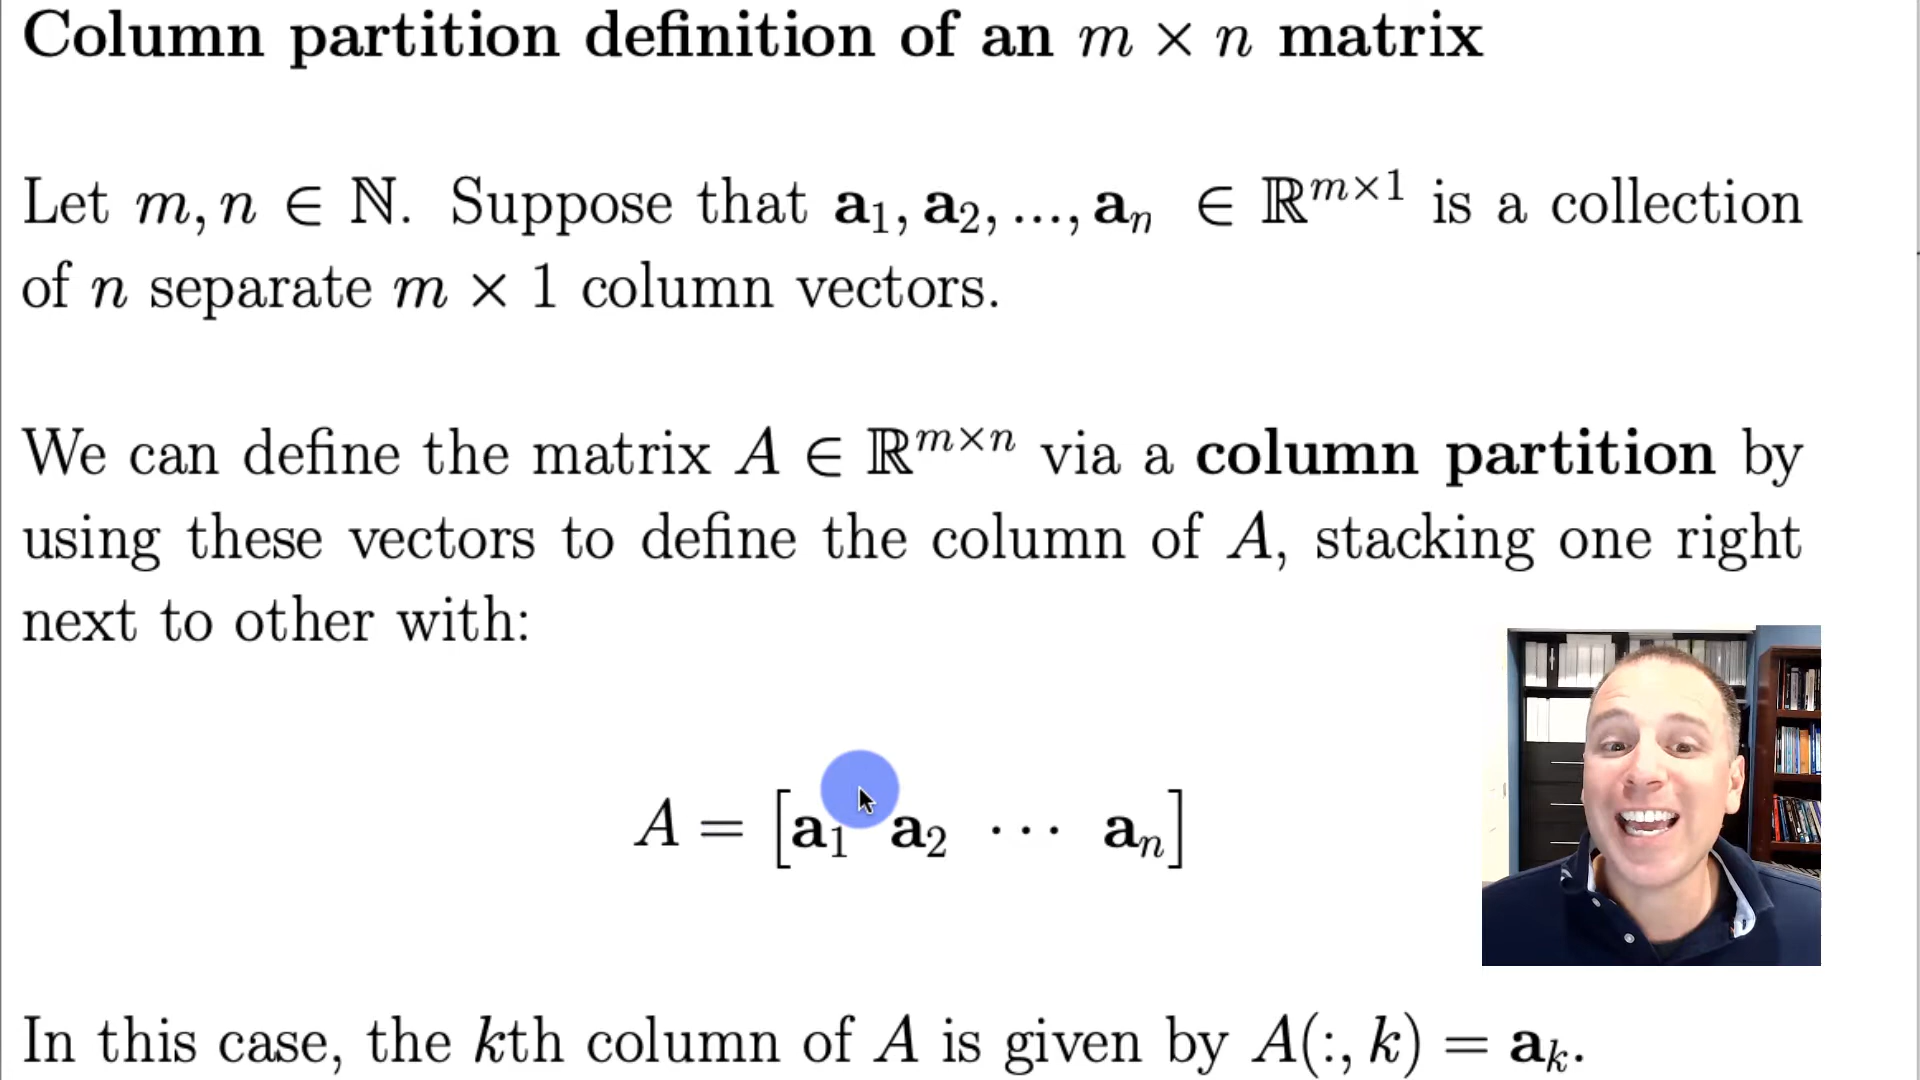 Column partition definition of an m × n matrix
Let m, n ∈ ℕ. Suppose that a₁, a₂, ..., aₙ ∈ ℝᵐˣ¹ is a collection
of n separate m × 1 column vectors.
We can define the matrix A ∈ ℝᵐˣⁿ via a column partition by
using these vectors to define the column of A, stacking one right
next to other with:
A = [a₁ a₂ ⋯ aₙ]
In this case, the kth column of A is given by A(:, k) = aₖ.